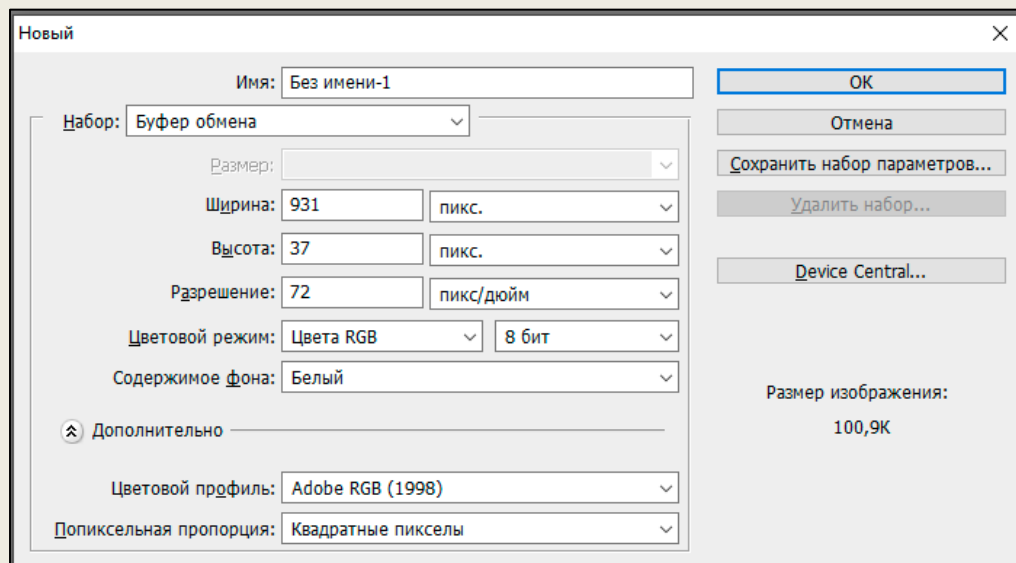 Новый
Имя: Без имени-1
OK
Набор: Буфер обмена
Отмена
Размер:
Сохранить набор параметров...
Ширина: 931 пикс.
Удалить набор...
Высота: 37 пикс.
Device Central...
Разрешение: 72 пикс/дюйм
Цветовой режим: Цвета RGB 8 бит
Содержимое фона: Белый
Размер изображения:
100,9K
Дополнительно
Цветовой профиль: Adobe RGB (1998)
Попиксельная пропорция: Квадратные пикселы